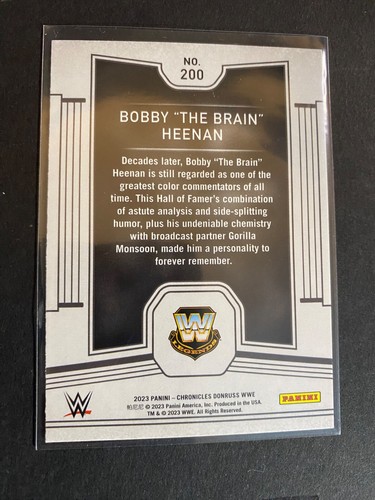 NO.
200
BOBBY "THE BRAIN"
HEENAN
Decades later, Bobby "The Brain"
Heenan is still regarded as one of the
greatest color commentators of all
time. This Hall of Famer's combination
of astute analysis and side-splitting
humor, plus his undeniable chemistry
with broadcast partner Gorilla
Monsoon, made him a personality to
forever remember.
W
LEGENDS
W
2023 PANINI – CHRONICLES DONRUSS WWE
帕尼尼 © 2023 Panini America, Inc. Produced in the USA.
TM & © 2023 WWE. All Rights Reserved.
PANINI